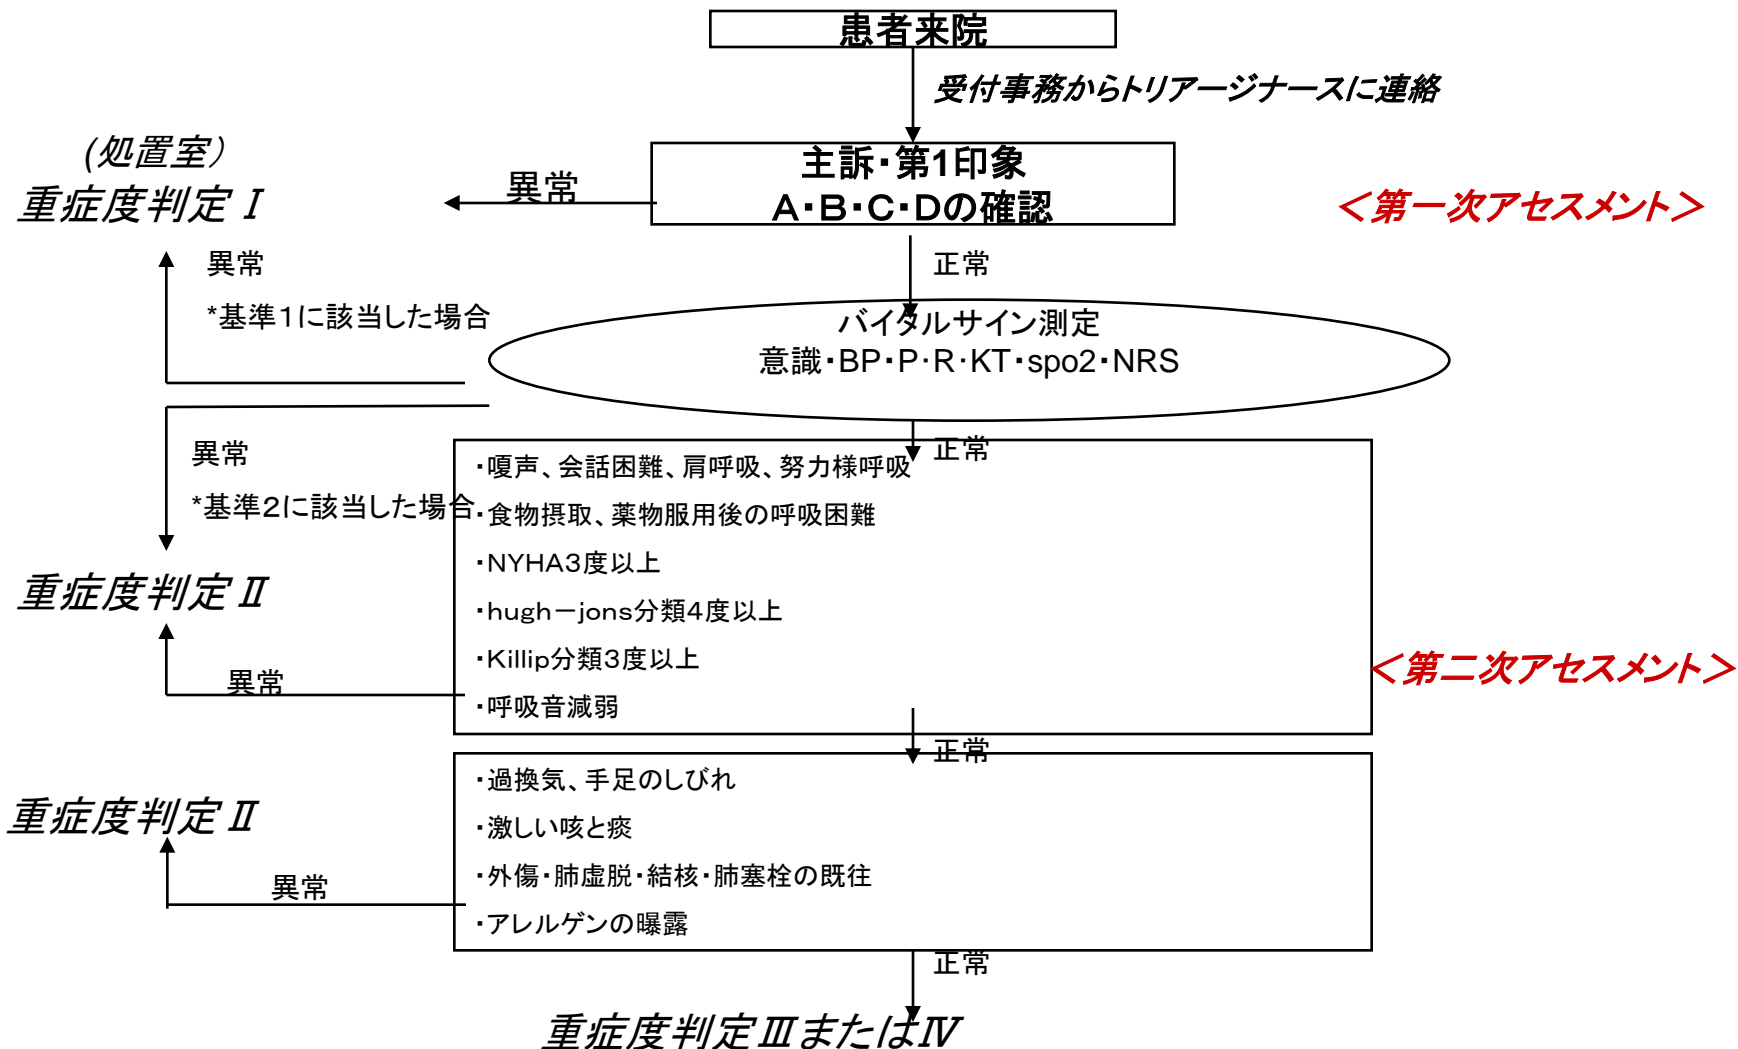 患者来院
受付事務からトリアージナースに連絡
(処置室）
重症度判定Ⅰ
異常
主訴・第1印象
A・B・C・Dの確認
＜第一次アセスメント＞
異常
*基準１に該当した場合
正常
バイタルサイン測定
意識・BP・P・R・KT・spo2・NRS
異常
*基準２に該当した場合
正常
・嗄声、会話困難、肩呼吸、努力様呼吸
・食物摂取、薬物服用後の呼吸困難
・NYHA３度以上
・hugh－jons分類４度以上
・Killip分類３度以上
・呼吸音減弱
重症度判定Ⅱ
異常
＜第二次アセスメント＞
正常
・過換気、手足のしびれ
・激しい咳と痰
・外傷・肺虚脱・結核・肺塞栓の既往
・アレルゲンの曝露
重症度判定Ⅱ
異常
正常
重症度判定ⅢまたはⅣ